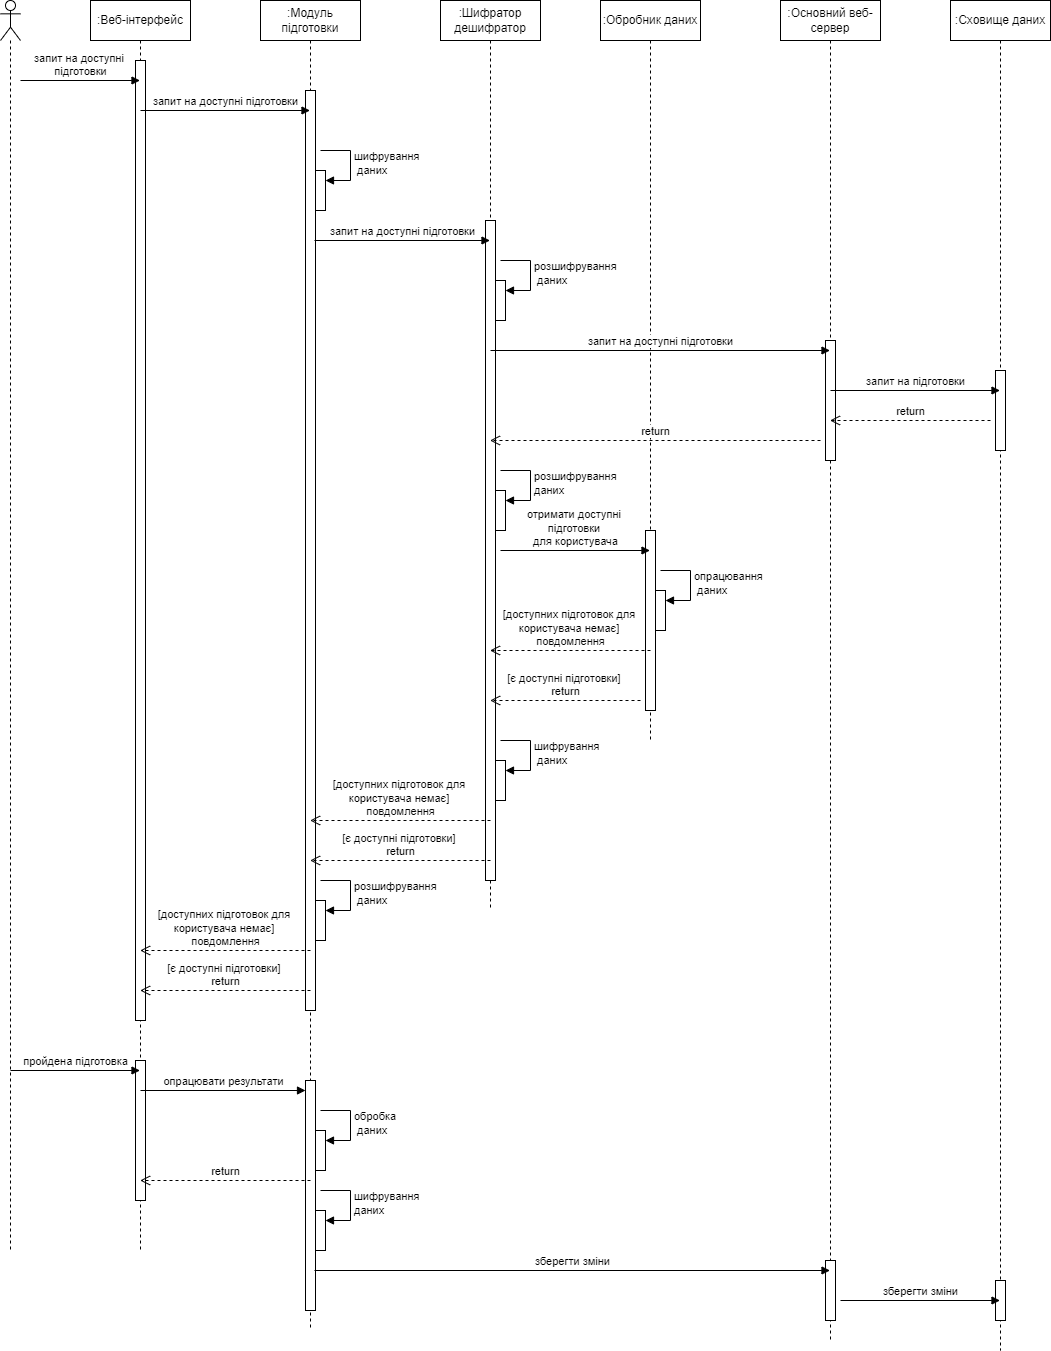 :Веб-інтерфейс
:Модуль
підготовки
:Шифратор
дешифратор
:Обробник даних
:Основний веб-
сервер
:Сховище даних
запит на доступні
підготовки
запит на доступні підготовки
шифрування
даних
запит на доступні підготовки
розшифрування
даних
запит на доступні підготовки
запит на підготовки
return
return
розшифрування
даних
отримати доступні
підготовки
для користувача
опрацювання
даних
[доступних підготовок для
користувача немає]
повдомлення
[є доступні підготовки]
return
шифрування
даних
[доступних підготовок для
користувача немає]
повдомлення
[є доступні підготовки]
return
розшифрування
даних
[доступних підготовок для
користувача немає]
повдомлення
[є доступні підготовки]
return
пройдена підготовка
опрацювати результати
обробка
даних
return
шифрування
даних
зберегти зміни
зберегти зміни